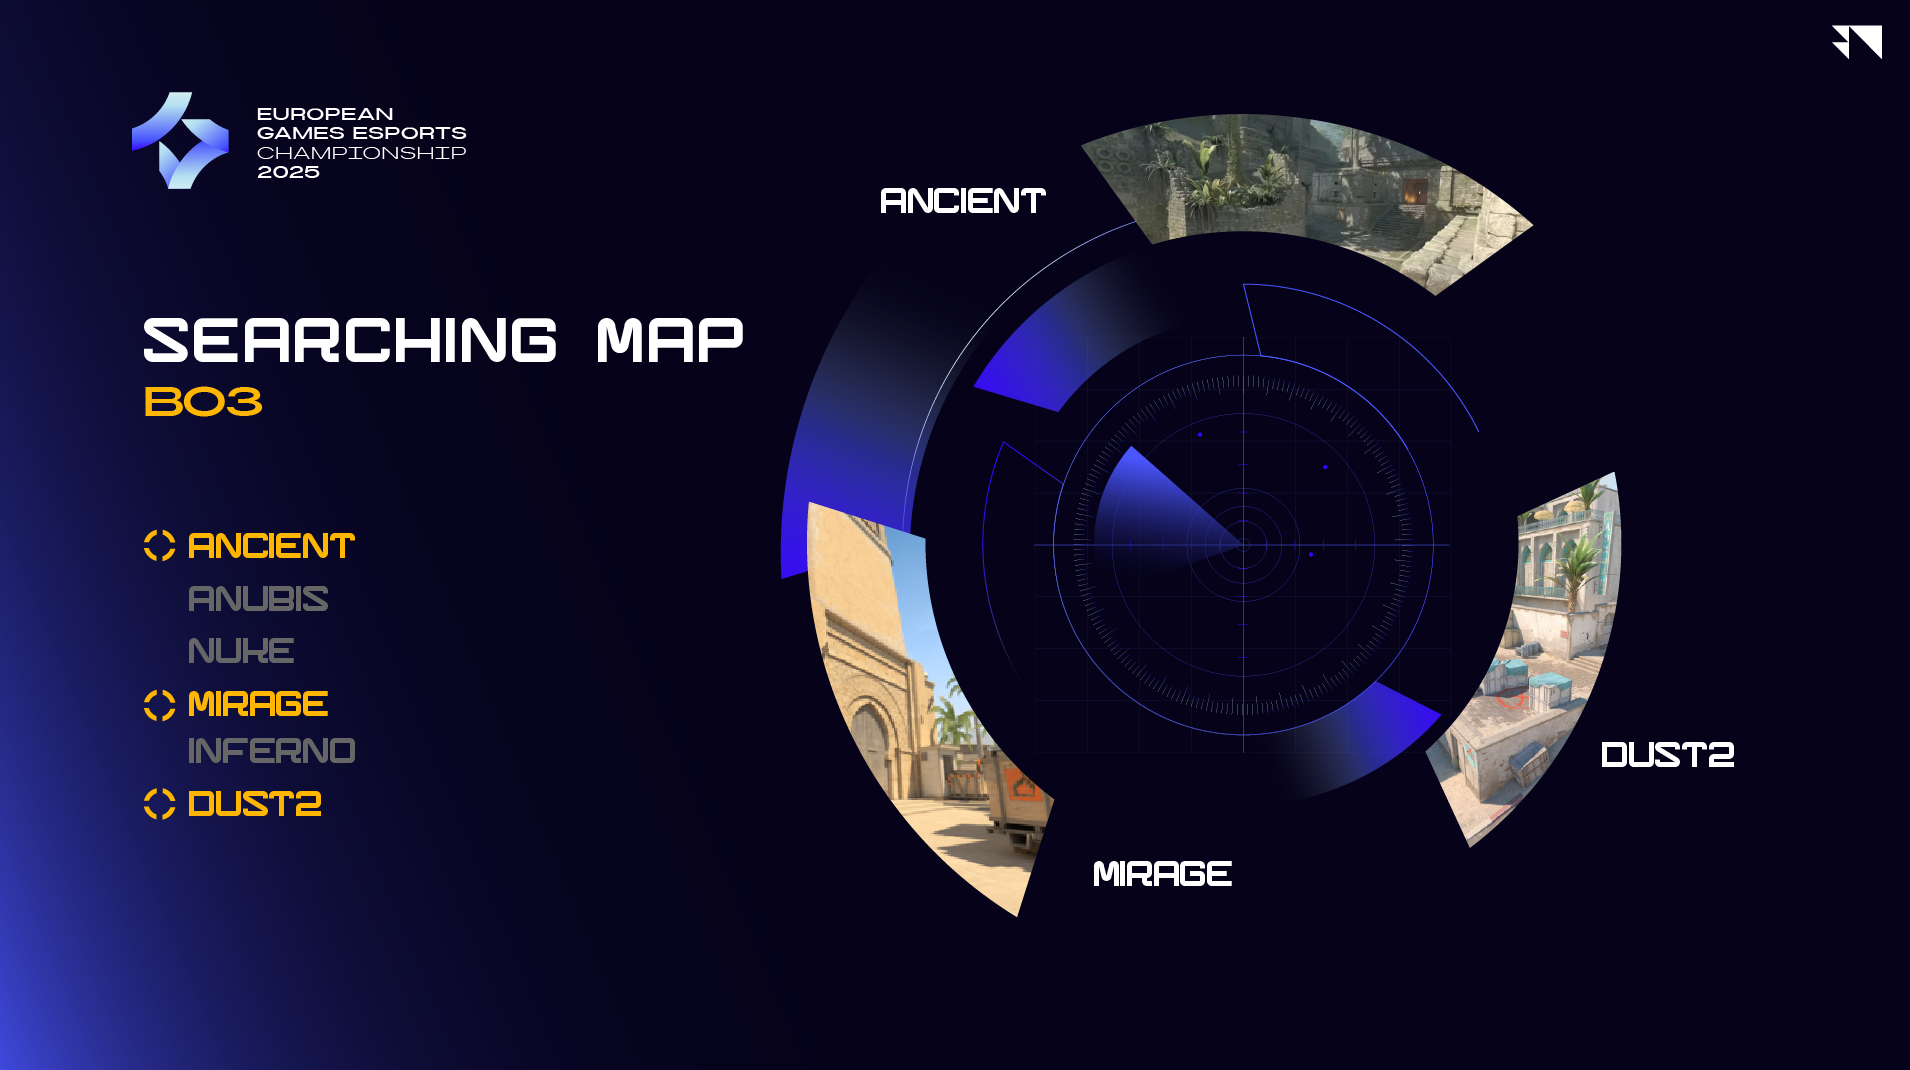 EUROPEAN
GAMES ESPORTS
CHAMPIONSHIP
2025
SEARCHING MAP
BO3
ANCIENT
ANUBIS
NUKE
MIRAGE
INFERNO
DUST2
ANCIENT
DUST2
MIRAGE